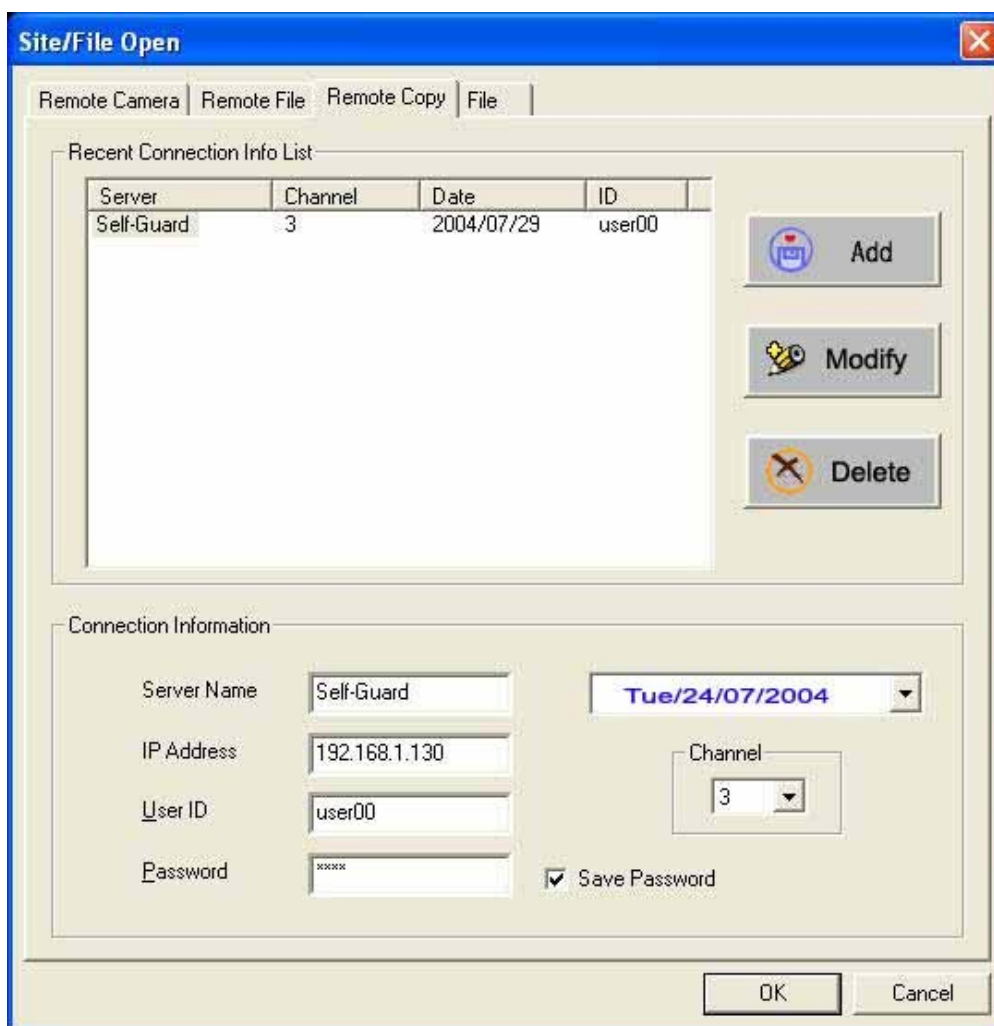 Site/File Open
Remote Camera Remote File Remote Copy File
Recent Connection Info List
Server Channel Date ID
Self-Guard 3 2004/07/29 user00
Add
Modify
Delete
Connection Information
Server Name Self-Guard Tue/24/07/2004
IP Address 192.168.1.130 Channel
3
User ID user00
Password **** Save Password
OK Cancel